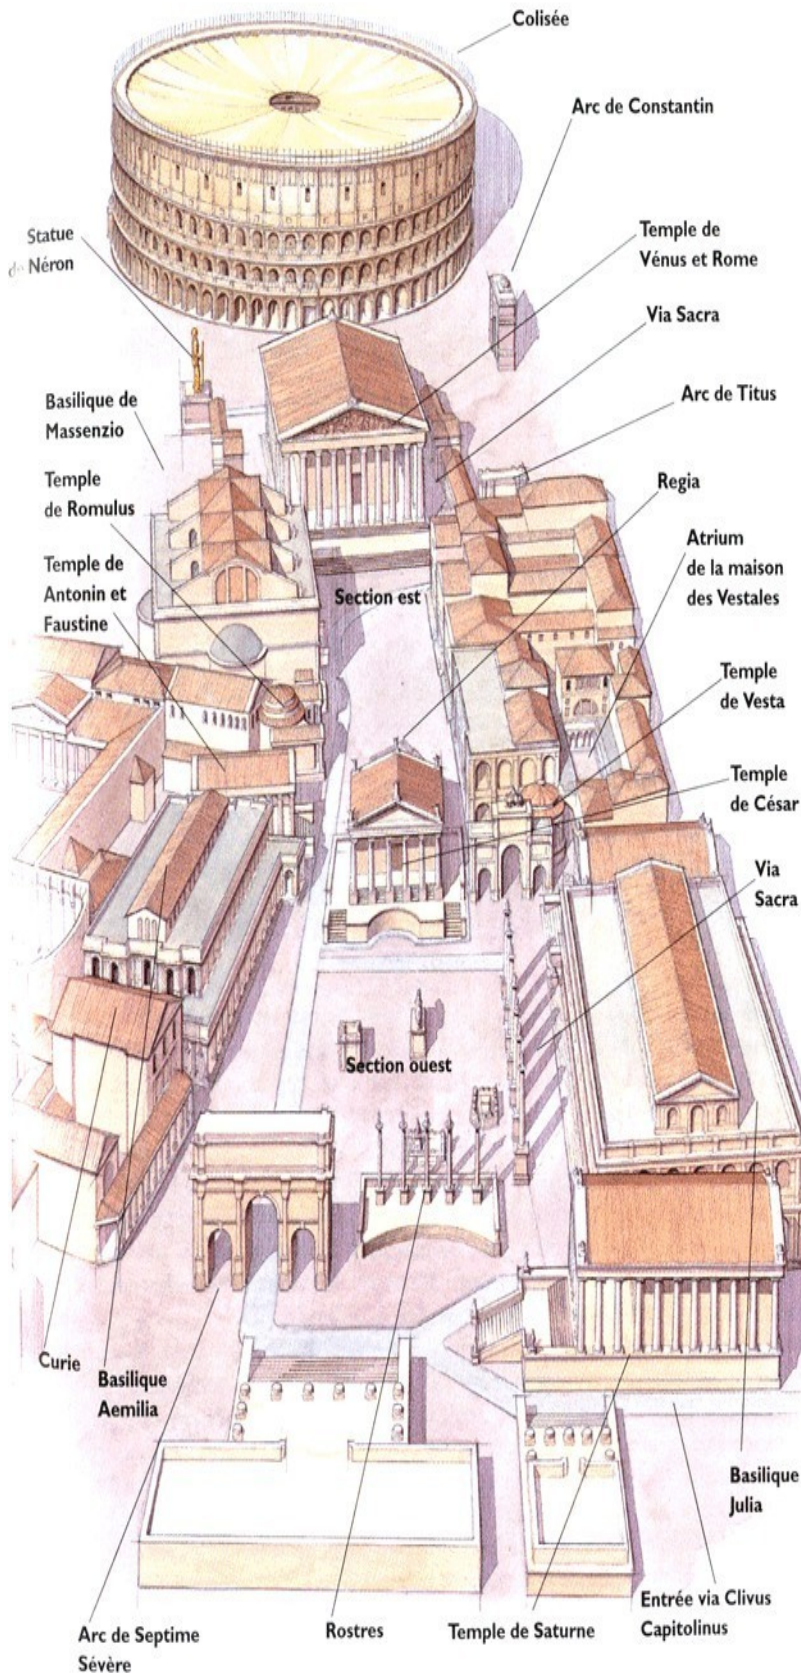 Colisée
Arc de Constantin
Statue
de Néron
Temple de
Vénus et Rome
Via Sacra
Basilique de
Massenzio
Arc de Titus
Temple
de Romulus
Regia
Temple de
Antonin et
Faustine
Atrium
de la maison
des Vestales
Section est
Temple
de Vesta
Temple
de César
Via
Sacra
Section ouest
Curie
Basilique
Aemilia
Basilique
Julia
Arc de Septime
Sévère
Rostres
Temple de Saturne
Entrée via Clivus
Capitolinus